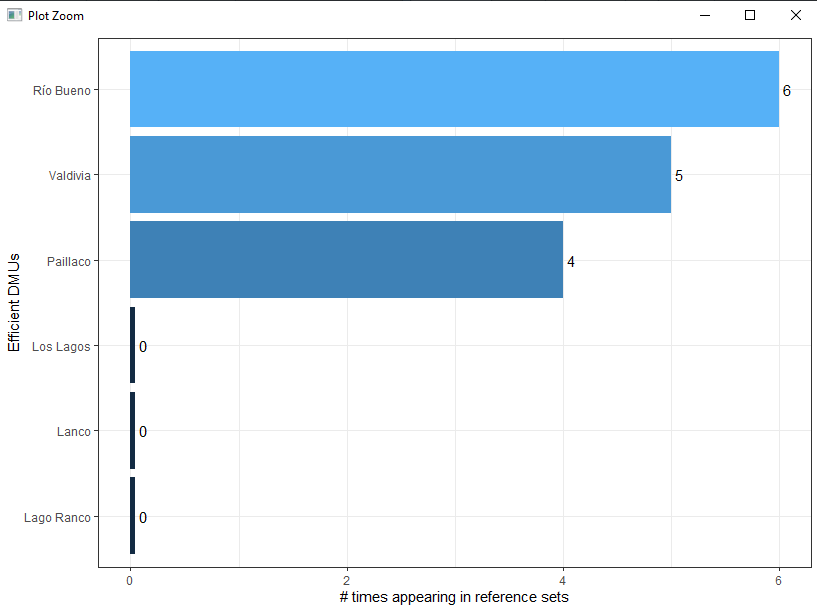 Plot Zoom
Río Bueno
6
Valdivia
5
Paillaco
4
Los Lagos
0
Lanco
0
Lago Ranco
0
Efficient DMUs
0 2 4 6
# times appearing in reference sets